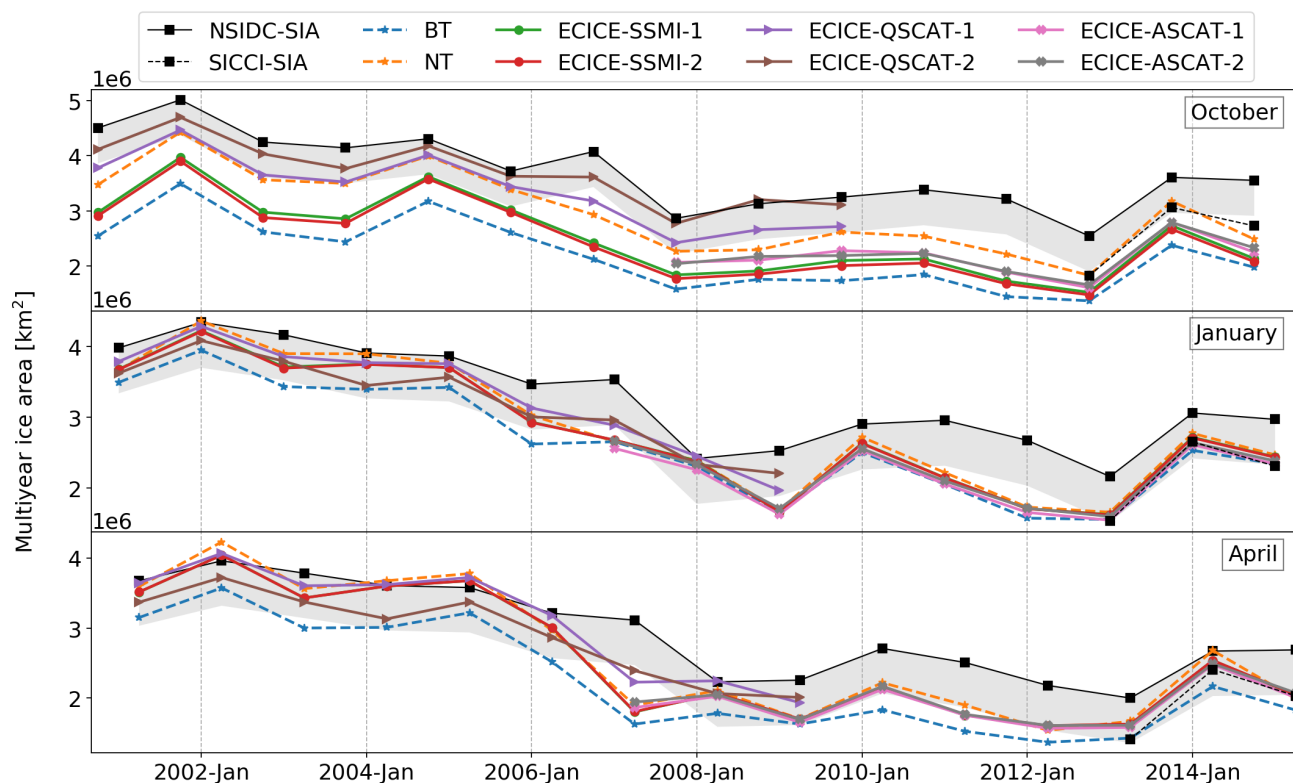 NSIDC-SIA BT ECICE-SSMI-1 ECICE-QSCAT-1 ECICE-ASCAT-1
SICCI-SIA NT ECICE-SSMI-2 ECICE-QSCAT-2 ECICE-ASCAT-2
1e6
October
5
4
3
2
1e6
January
4
3
2
1e6
April
4
3
2
Multiyear ice area [km²]
2002-Jan 2004-Jan 2006-Jan 2008-Jan 2010-Jan 2012-Jan 2014-Jan